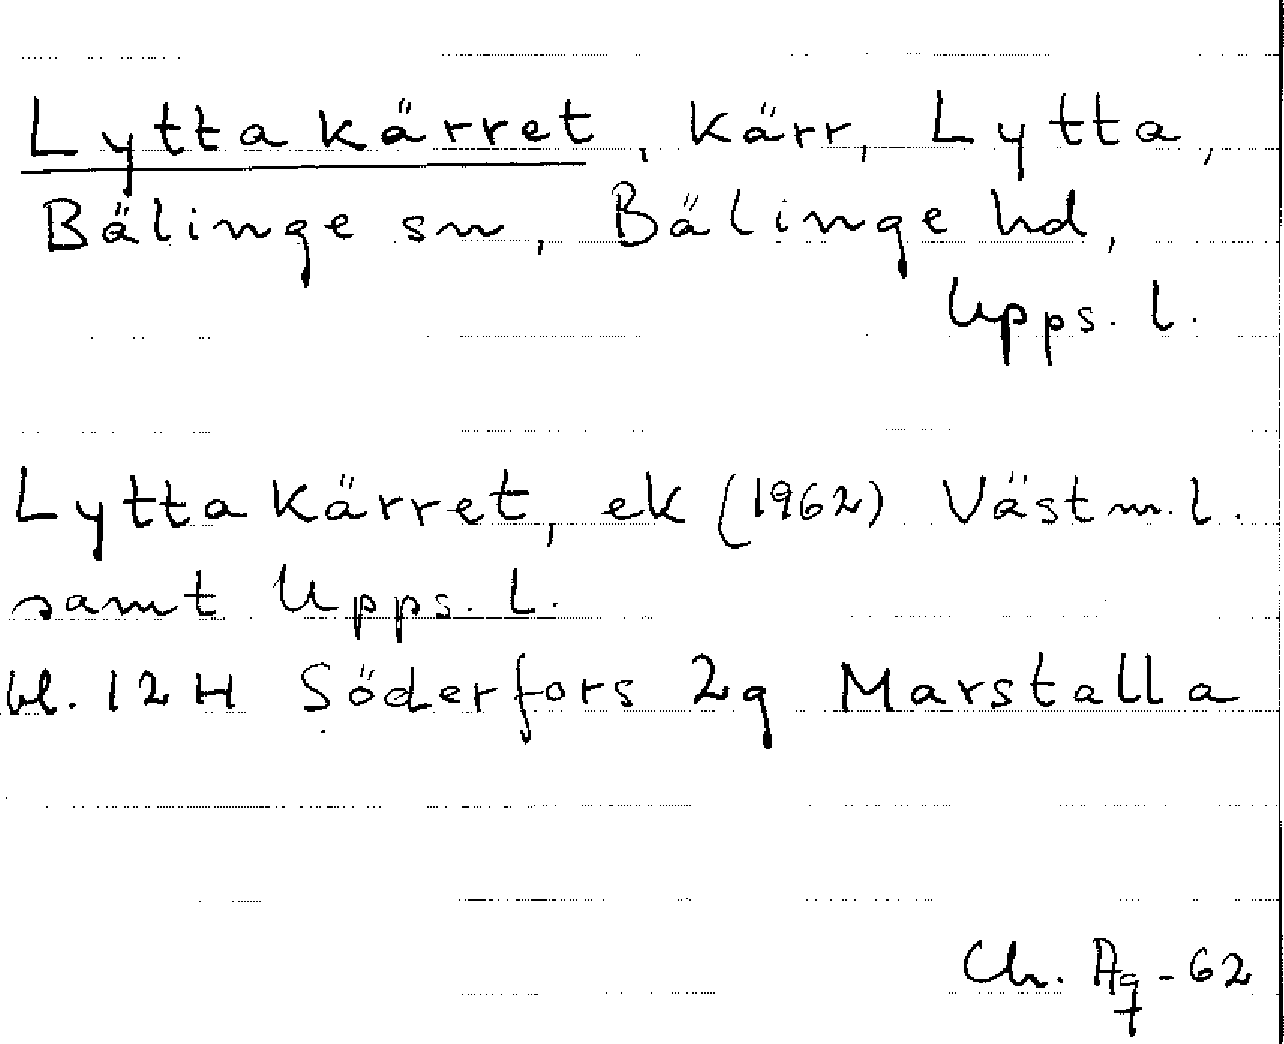 Lyttakärret, kärr, Lytta,
Bälinge sn, Bälinge hd,
Upps. l.
Lyttakärret, ek (1962) Västm. l.
samt Upps. l.
bl. 12 H Söderfors 2g Marstalla
Ch. Ag -62